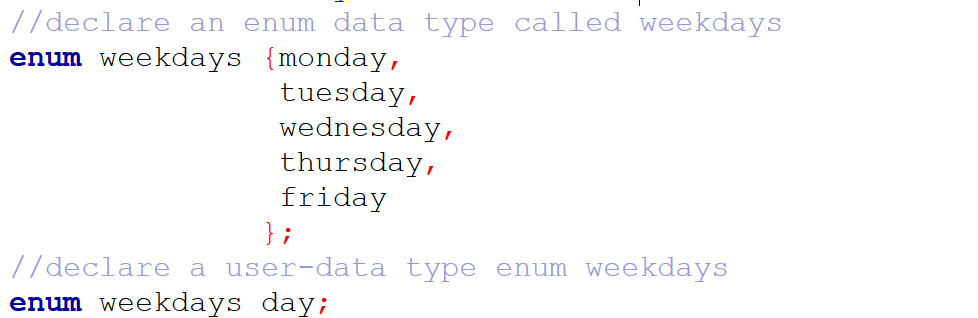 //declare an enum data type called weekdays
enum weekdays {monday,
tuesday,
wednesday,
thursday,
friday
};
//declare a user-data type enum weekdays
enum weekdays day;